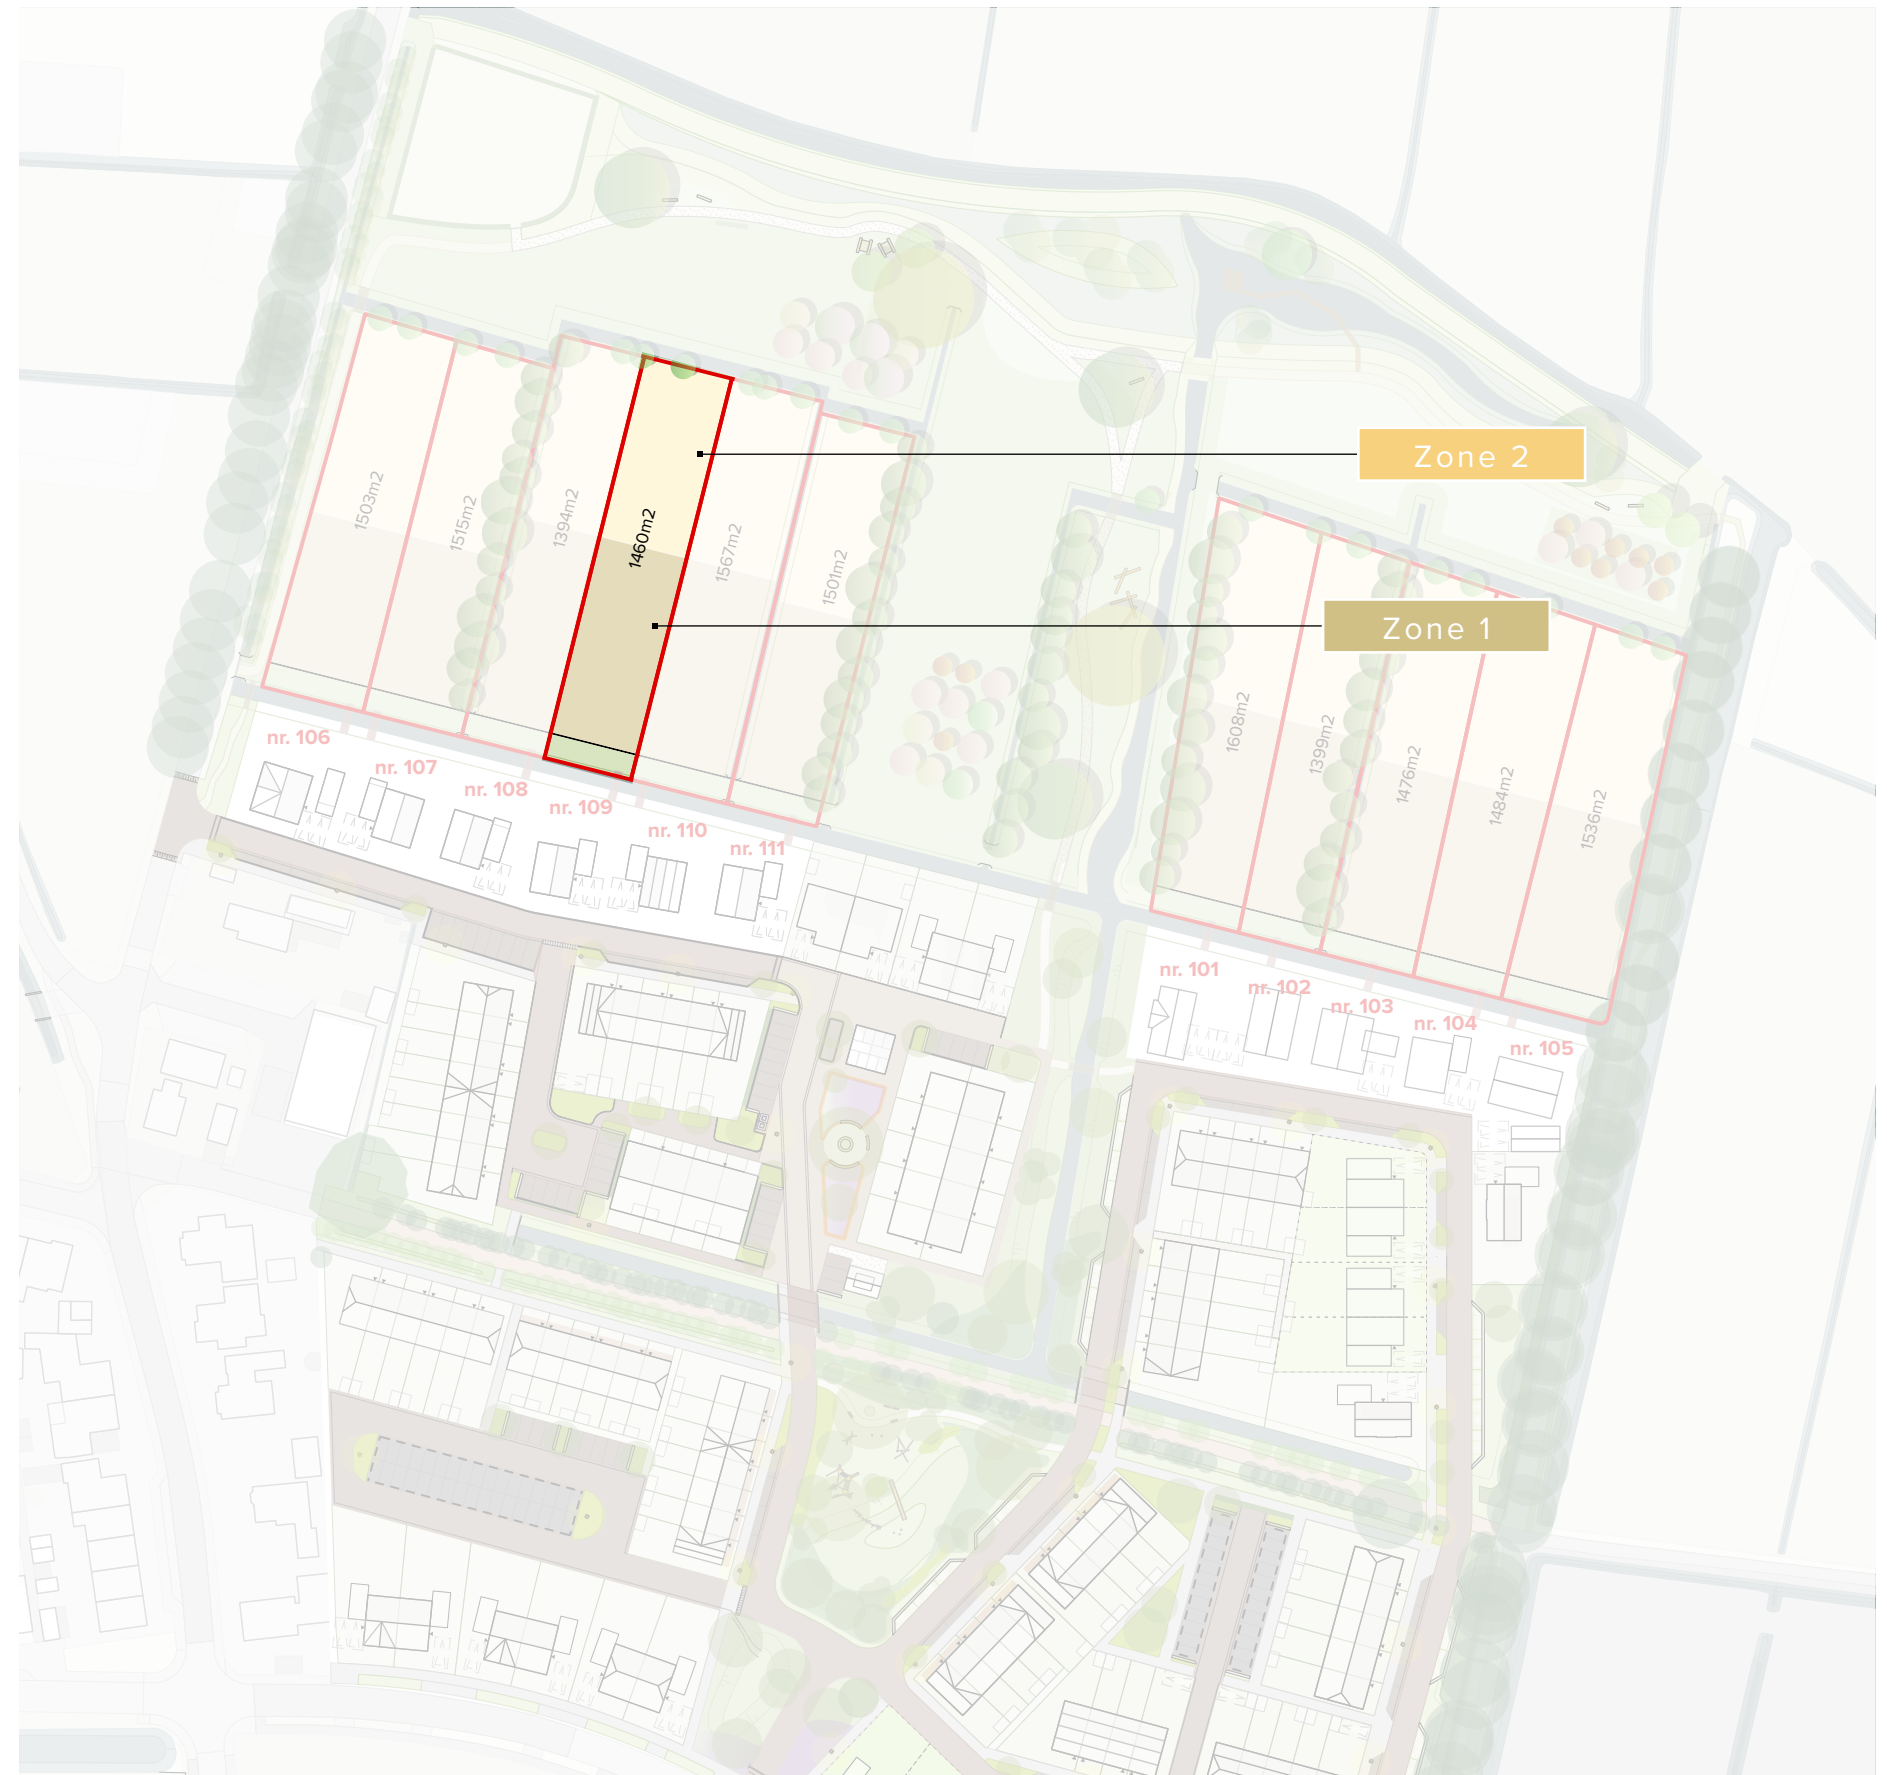 Zone 2
1503m2
1515m2
1394m2
1460m2
1567m2
1501m2
Zone 1
1608m2
1399m2
1476m2
1484m2
1536m2
nr. 106
nr. 107
nr. 108
nr. 109
nr. 110
nr. 111
nr. 101
nr. 102
nr. 103
nr. 104
nr. 105